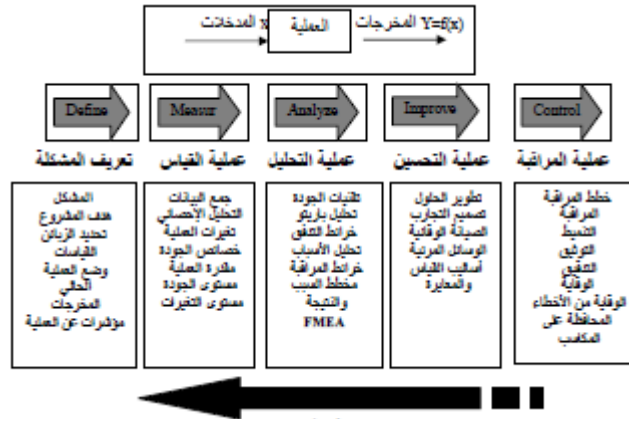 المدخلات x
العملية
المخرجات Y=f(x)
Define
Measur
Analyze
Improve
Control
تعريف المشكلة
عملية القياس
عملية التحليل
عملية التحسين
عملية المراقبة
المشكل
هدف المشروع
تحديد الزبائن
القياسات
وضع العملية
الحالي
المخرجات
مؤشرات عن العملية
جمع البيانات
التحليل الإحصائي
تغيرات العملية
خصائص الجودة
مقدرة العملية
مستوى الجودة
مستوى التغيرات
تقنيات الجودة
تحليل باريتو
خرائط التدفق
تحليل الأسباب
خرائط المراقبة
مخطط السبب
والنتيجة
FMEA
تطوير الحلول
تصميم التجارب
الصيانة الوقائية
الوسائل المرئية
أساليب القياس
والمعايرة
خطط المراقبة
المراقبة
التنميط
التوثيق
التدقيق
الوقاية
الوقاية من الأخطاء
المحافظة على
المكاسب